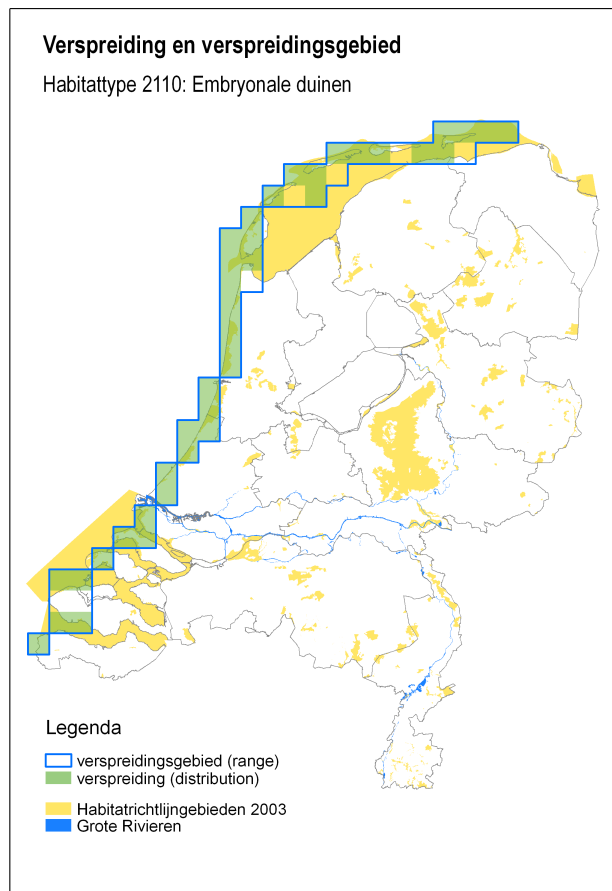 Verspreiding en verspreidingsgebied
Habitattype 2110: Embryonale duinen
Legenda
verspreidingsgebied (range)
verspreiding (distribution)
Habitatrichtlijngebieden 2003
Grote Rivieren